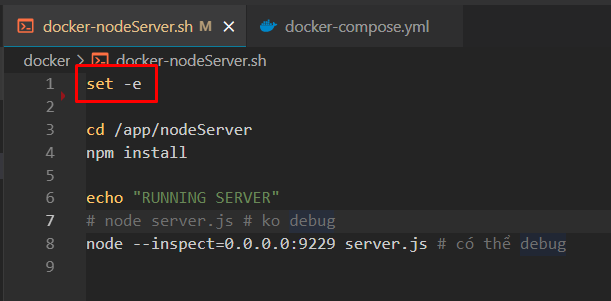 docker-nodeServer.sh M docker-compose.yml
docker > docker-nodeServer.sh
1 set -e
2
3 cd /app/nodeServer
4 npm install
5
6 echo "RUNNING SERVER"
7 # node server.js # ko debug
8 node --inspect=0.0.0.0:9229 server.js # có thể debug
9